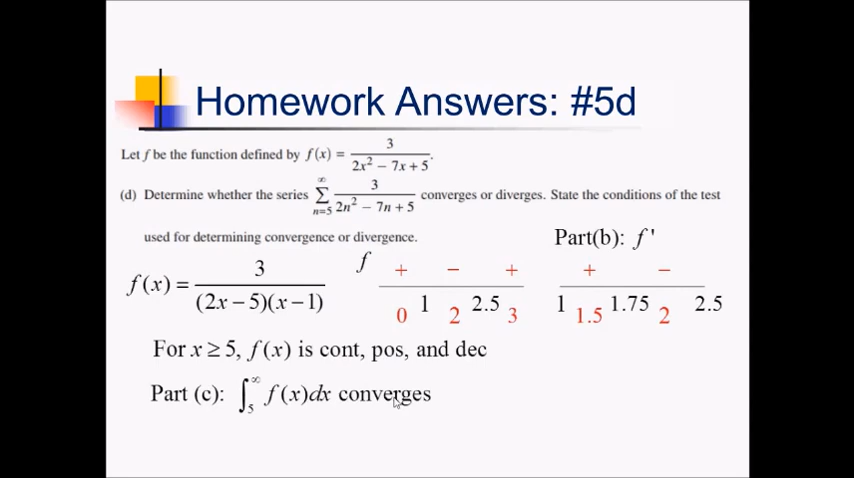 Homework Answers: #5d
Let f be the function defined by f(x) = 3 / (2x² − 7x + 5).
(d) Determine whether the series ∞ Σ n=5 3 / (2n² − 7n + 5) converges or diverges. State the conditions of the test
used for determining convergence or divergence.
Part(b): f '
f(x) = 3 / ((2x − 5)(x − 1))
f + − +
0 1 2 2.5 3
+ −
1 1.5 1.75 2 2.5
For x ≥ 5, f(x) is cont, pos, and dec
Part (c): ∫₅^∞ f(x)dx converges